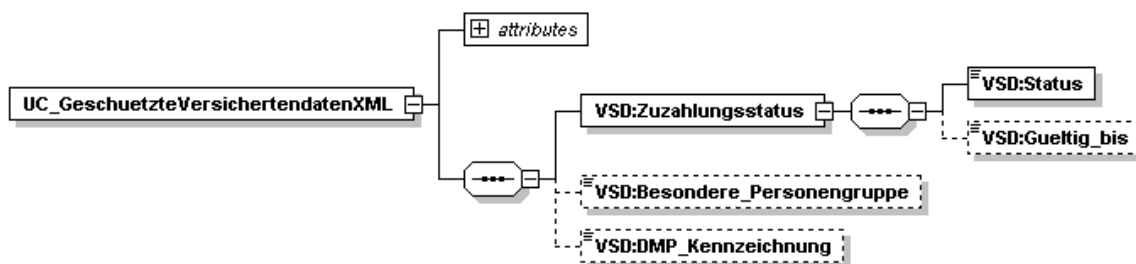 attributes
UC_GeschuetzteVersichertendatenXML
VSD:Zuzahlungsstatus
VSD:Status
VSD:Gueltig_bis
VSD:Besondere_Personengruppe
VSD:DMP_Kennzeichnung